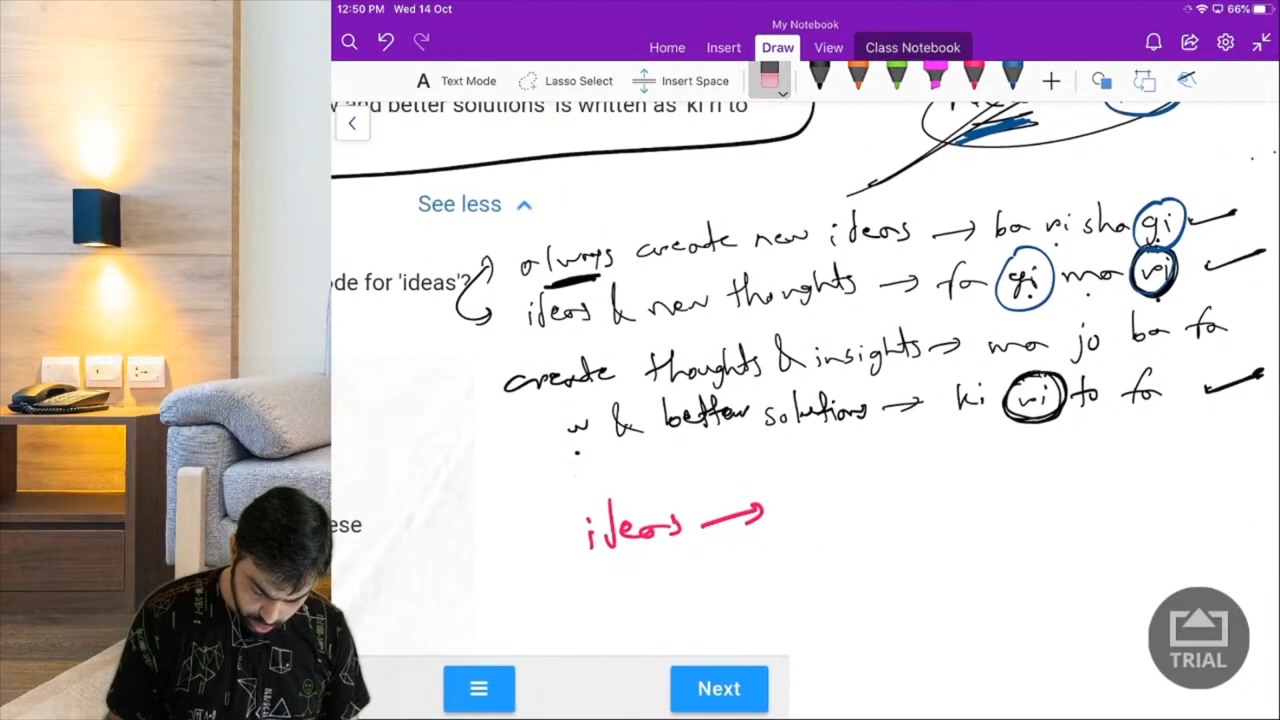 12:50 PM Wed 14 Oct
66%
My Notebook
Home Insert Draw View Class Notebook
A Text Mode Lasso Select Insert Space
and better solutions' is written as 'ki ri to
See less
always create new ideas → ba ri sha gi
ode for 'ideas'?
ideas & new thoughts → fa gi ma ri
create thoughts & insights → ma jo ba fa
& better solutions → ki ri to fa
ideas →
ese
Next
TRIAL